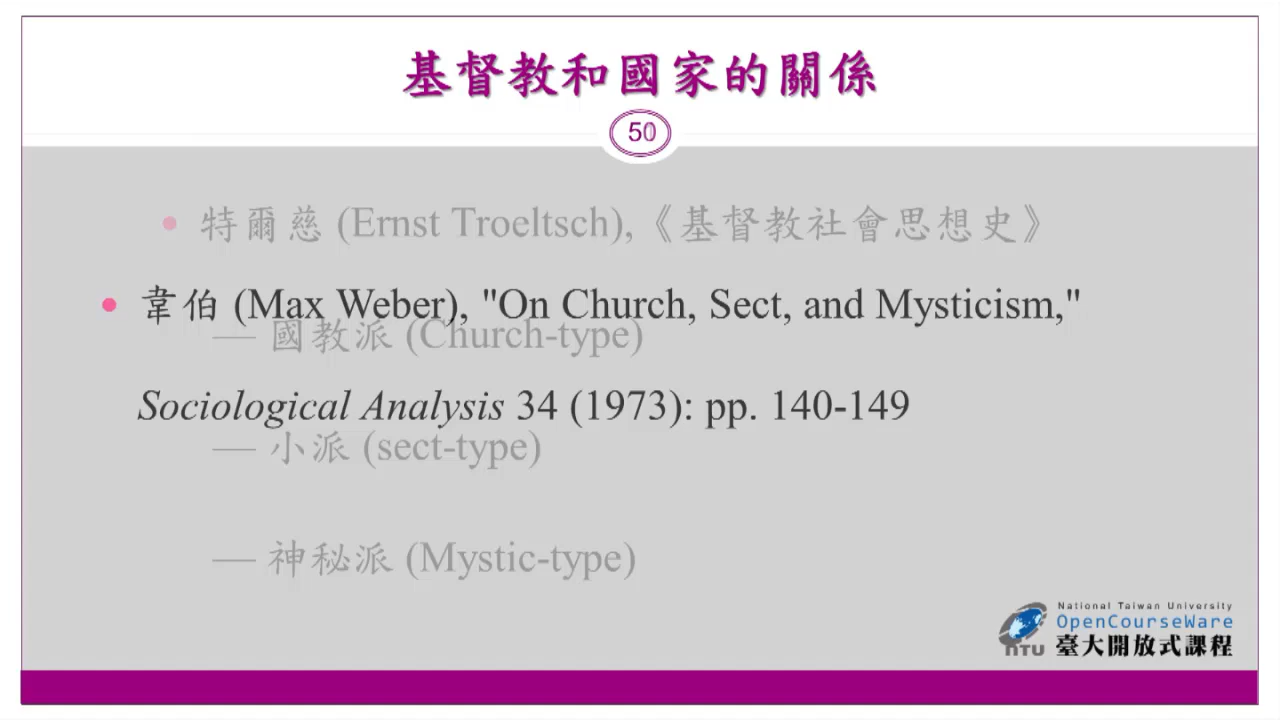 基督教和國家的關係
50
特爾慈 (Ernst Troeltsch),《基督教社會思想史》
韋伯 (Max Weber), "On Church, Sect, and Mysticism,"
— 國教派 (Church-type)
Sociological Analysis 34 (1973): pp. 140-149
— 小派 (sect-type)
— 神秘派 (Mystic-type)
National Taiwan University
OpenCourseWare
NTU 臺大開放式課程